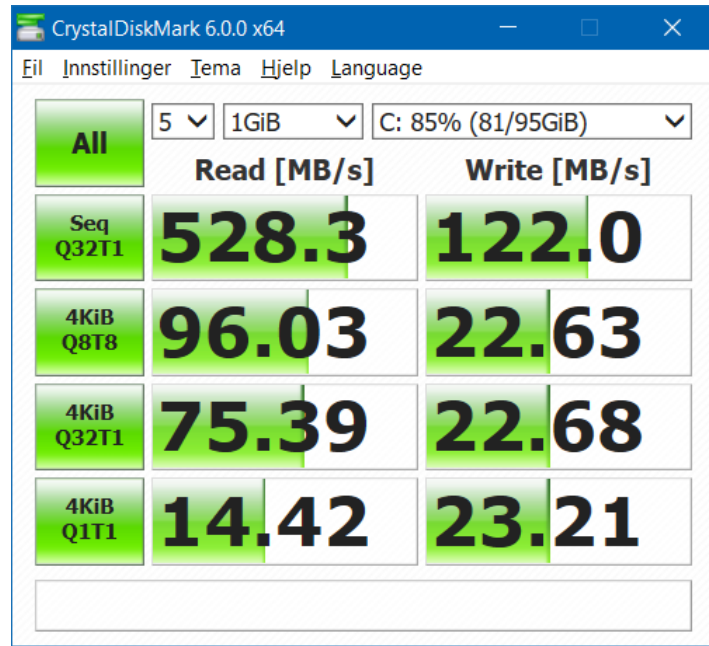 CrystalDiskMark 6.0.0 x64
Fil Innstillinger Tema Hjelp Language
All 5 1GiB C: 85% (81/95GiB)
Read [MB/s] Write [MB/s]
Seq Q32T1 528.3 122.0
4KiB Q8T8 96.03 22.63
4KiB Q32T1 75.39 22.68
4KiB Q1T1 14.42 23.21